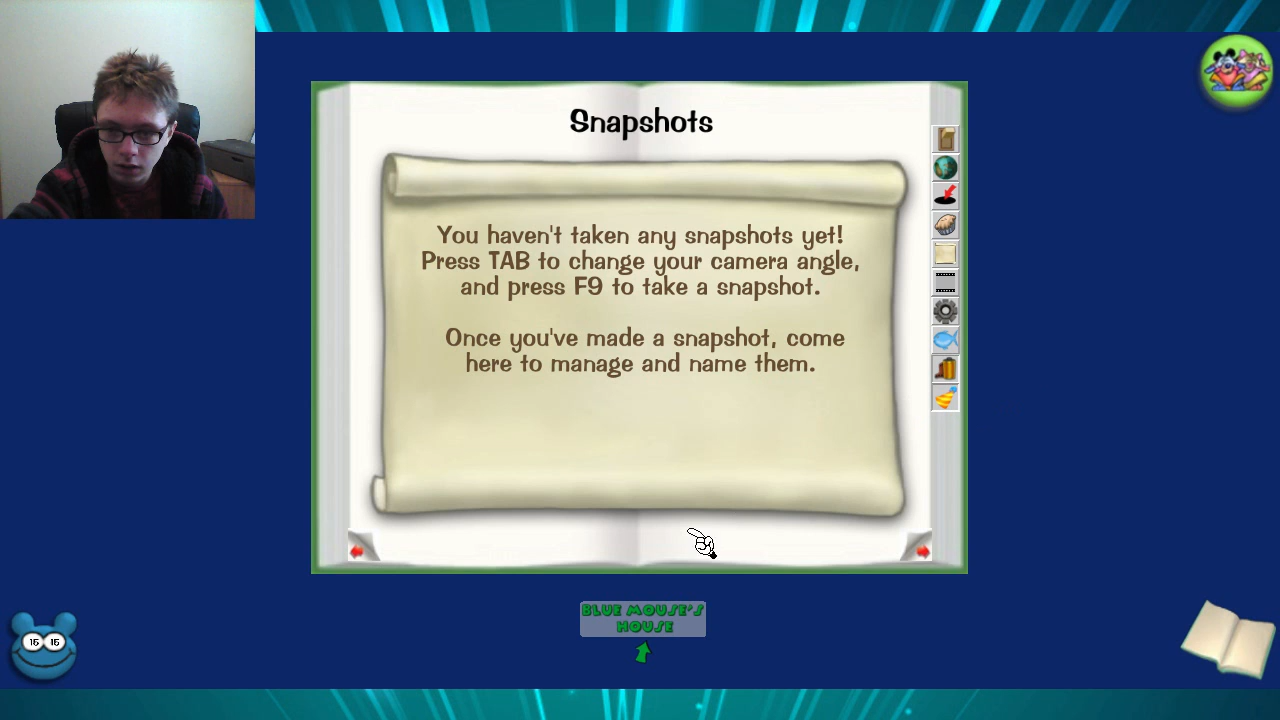 Snapshots
You haven't taken any snapshots yet!
Press TAB to change your camera angle,
and press F9 to take a snapshot.
Once you've made a snapshot, come
here to manage and name them.
BLUE MOUSE'S
HOUSE
15 15